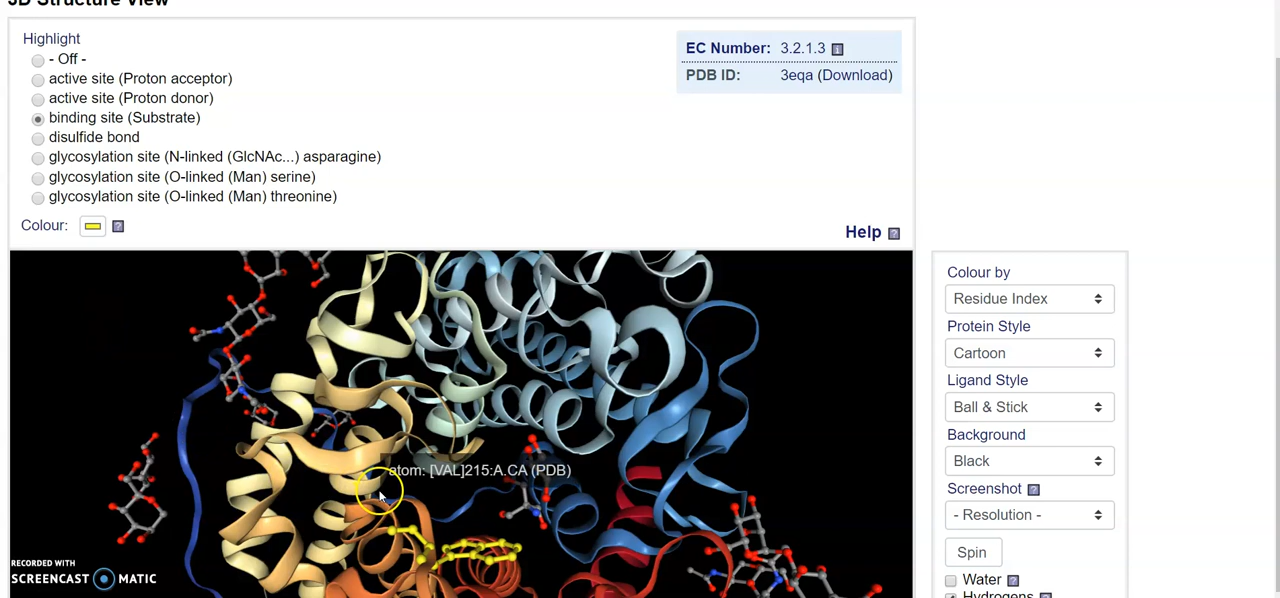 3D Structure View
Highlight
- Off -
active site (Proton acceptor)
active site (Proton donor)
binding site (Substrate)
disulfide bond
glycosylation site (N-linked (GlcNAc...) asparagine)
glycosylation site (O-linked (Man) serine)
glycosylation site (O-linked (Man) threonine)
Colour:
?
EC Number: 3.2.1.3 i
PDB ID: 3eqa (Download)
Help ?
atom: [VAL]215:A.CA (PDB)
RECORDED WITH
SCREENCAST MATIC
Colour by
Residue Index
Protein Style
Cartoon
Ligand Style
Ball & Stick
Background
Black
Screenshot ?
- Resolution -
Spin
Water ?
Hydrogens ?